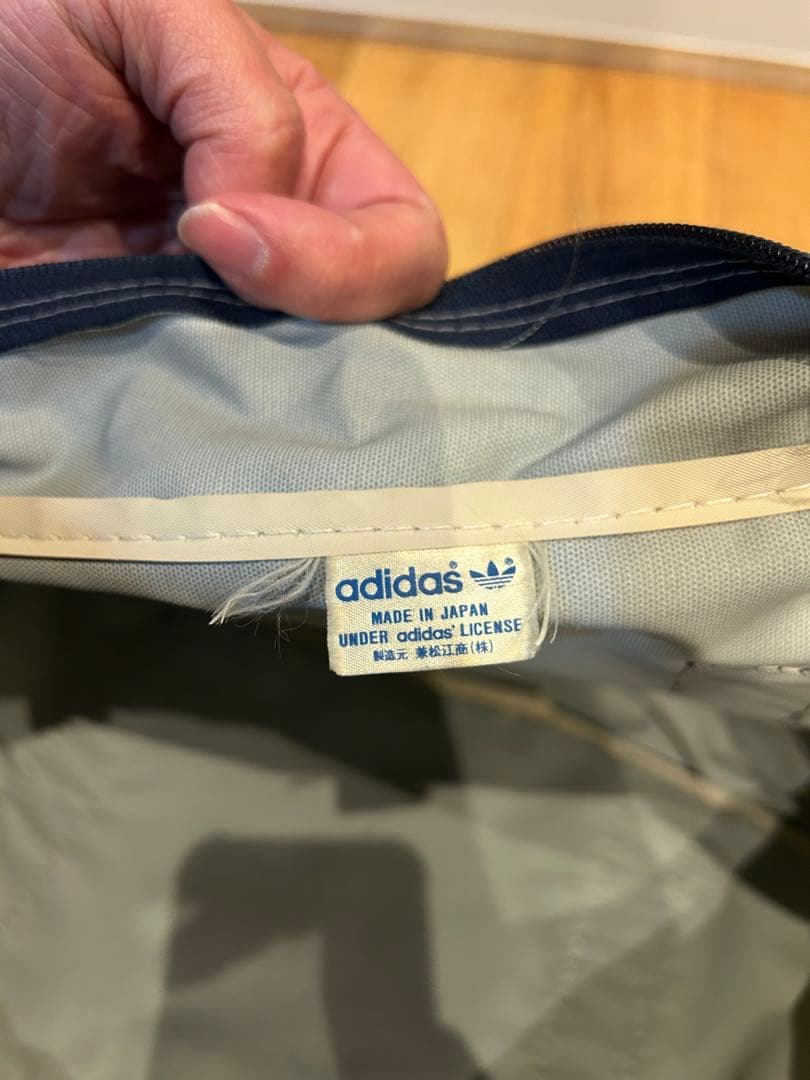 adidas®
MADE IN JAPAN
UNDER adidas® LICENSE
製造元 兼松江商(株)